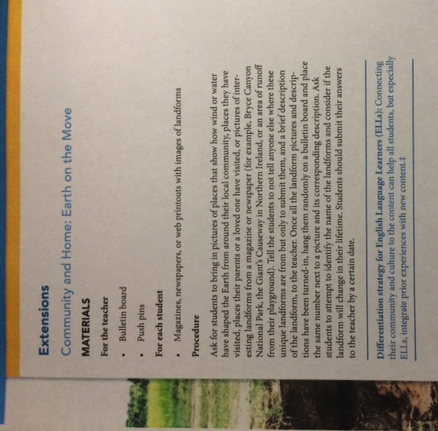 Extensions
Community and Home: Earth on the Move
MATERIALS
For the teacher
• Bulletin board
• Push pins
For each student
• Magazines, newspapers, or web printouts with images of landforms
Procedure
Ask for students to bring in pictures of places that show how wind or water
have shaped the Earth from around their local community, places they have
visited, places their parents or a loved one have visited, or pictures of inter-
esting landforms from a magazine or newspaper (for example, Bryce Canyon
National Park, the Giant's Causeway in Northern Ireland, or an area of runoff
from their playground). Tell the students to not tell anyone else where these
unique landforms are from but only to submit them, and a brief description
of the landform, to the teacher. Once all the landform pictures and descrip-
tions have been turned-in, hang them randomly on a bulletin board and place
the same number next to a picture and its corresponding description. Ask
students to attempt to identify the name of the landforms and consider if the
landform will change in their lifetime. Students should submit their answers
to the teacher by a certain date.
Differentiation Strategy for English Language Learners (ELLs): Connecting
their community and culture to the content can help all students, but especially
ELLs, integrate prior experiences with new content.‡